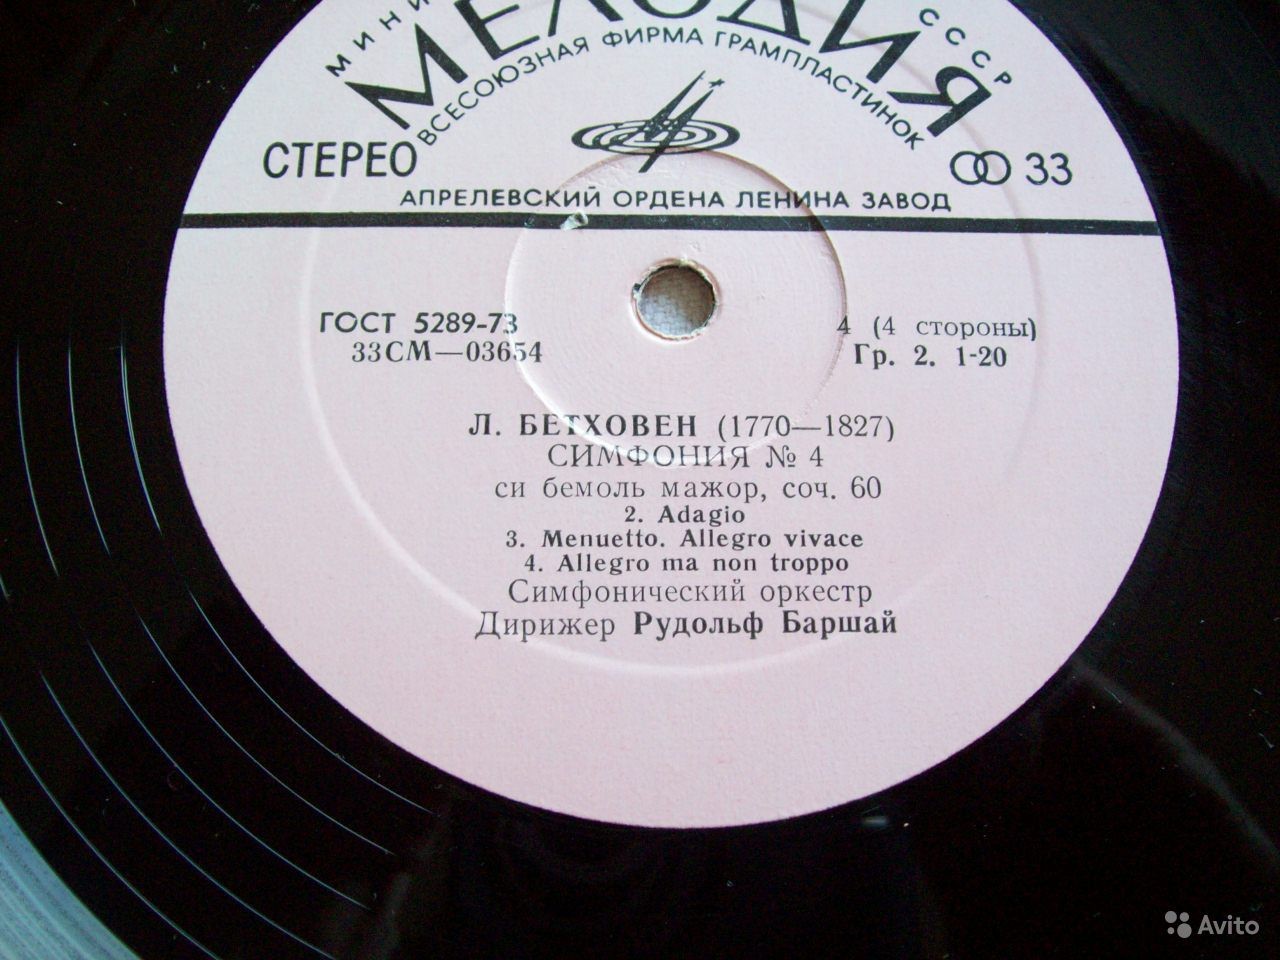 МЕЛОДИЯ
СССР
ВСЕСОЮЗНАЯ ФИРМА ГРАМПЛАСТИНОК
СТЕРЕО
33
АПРЕЛЕВСКИЙ ОРДЕНА ЛЕНИНА ЗАВОД
ГОСТ 5289-73
4 (4 стороны)
33СМ—03654
Гр. 2. 1-20
Л. БЕТХОВЕН (1770—1827)
СИМФОНИЯ № 4
си бемоль мажор, соч. 60
2. Adagio
3. Menuetto. Allegro vivace
4. Allegro ma non troppo
Симфонический оркестр
Дирижер Рудольф Баршай
Avito